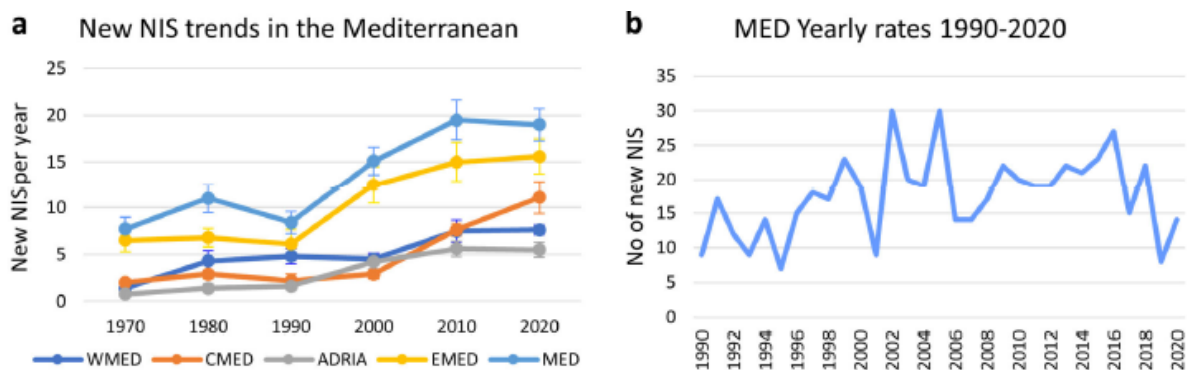 a New NIS trends in the Mediterranean
New NISper year
25
20
15
10
5
0
1970 1980 1990 2000 2010 2020
WMED CMED ADRIA EMED MED
b MED Yearly rates 1990-2020
No of new NIS
35
30
25
20
15
10
5
0
1990 1992 1994 1996 1998 2000 2002 2004 2006 2008 2010 2012 2014 2016 2018 2020